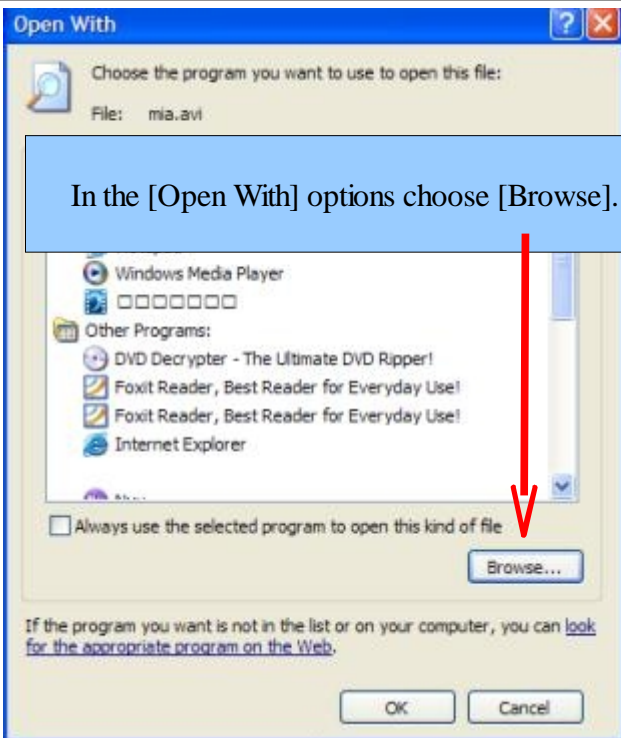 Open With
Choose the program you want to use to open this file:
File: mia.avi
In the [Open With] options choose [Browse].
Windows Media Player
□□□□□□□
Other Programs:
DVD Decrypter - The Ultimate DVD Ripper!
Foxit Reader, Best Reader for Everyday Use!
Foxit Reader, Best Reader for Everyday Use!
Internet Explorer
Always use the selected program to open this kind of file
Browse...
If the program you want is not in the list or on your computer, you can look
for the appropriate program on the Web.
OK Cancel